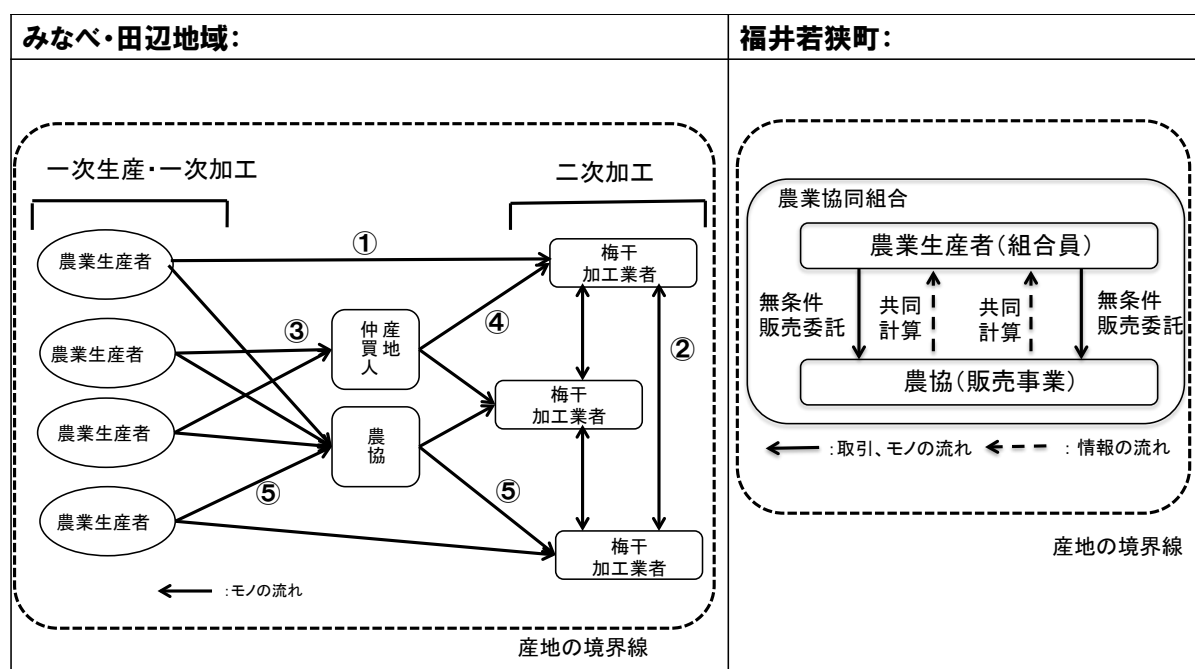 みなべ・田辺地域：
福井若狭町：
一次生産・一次加工
二次加工
農業生産者
農業生産者
農業生産者
農業生産者
①
③
④
②
⑤
⑤
産地
仲買人
農協
梅干
加工業者
梅干
加工業者
梅干
加工業者
:モノの流れ
産地の境界線
農業協同組合
農業生産者（組合員）
無条件
販売委託
共同
計算
共同
計算
無条件
販売委託
農協（販売事業）
:取引、モノの流れ
: 情報の流れ
産地の境界線